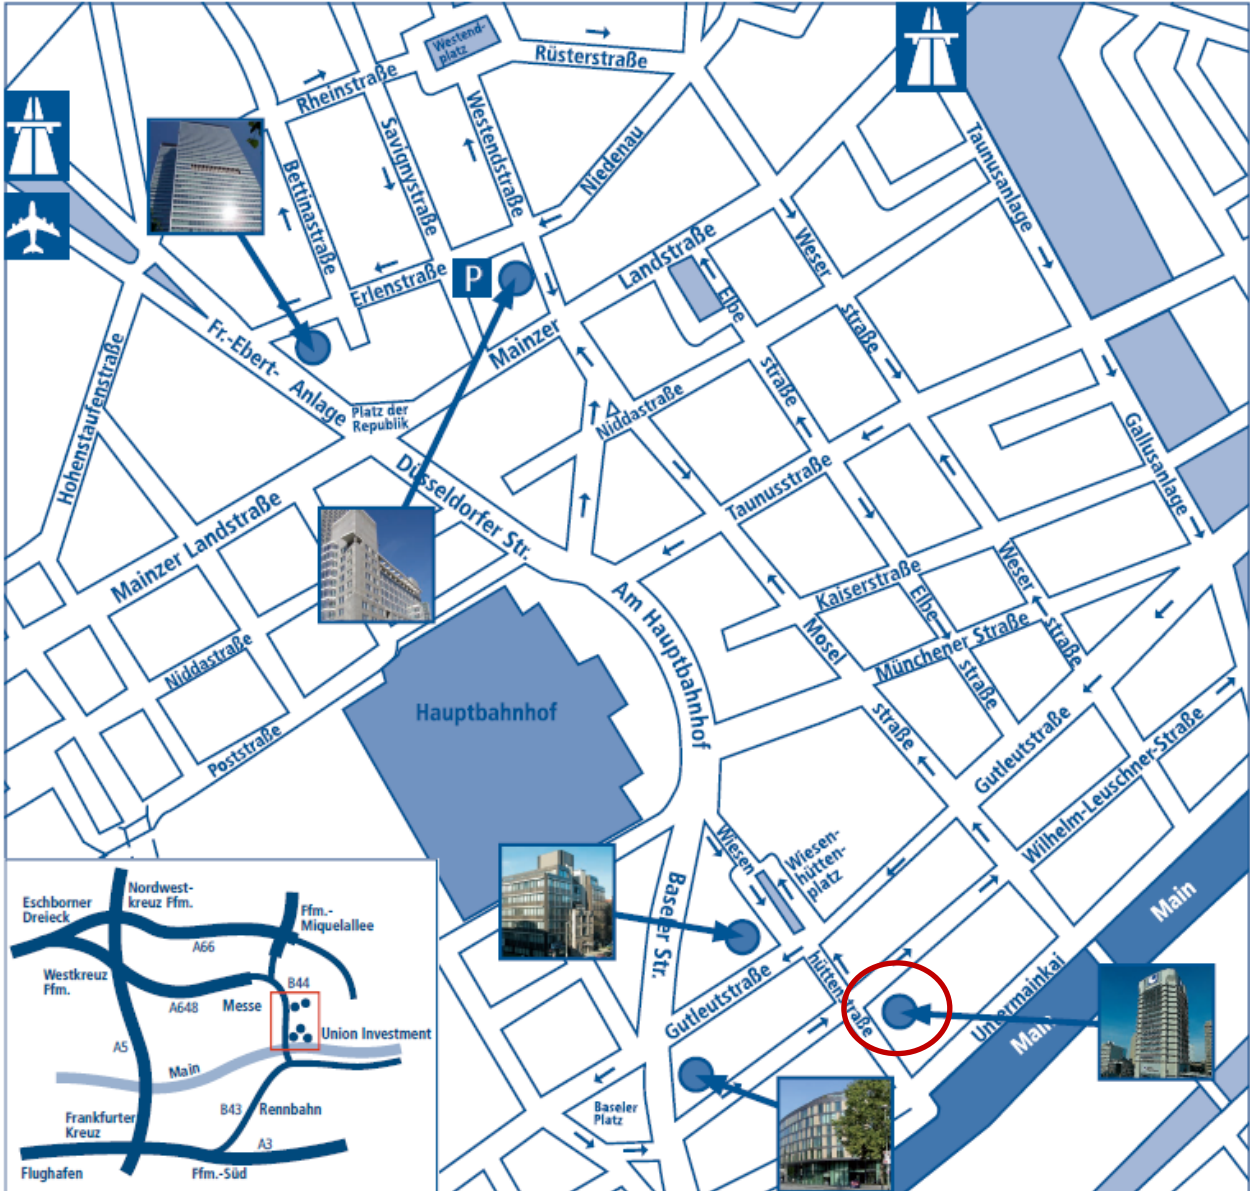 Westend-
platz
Rüsterstraße
Rheinstraße
Savignystraße
Westendstraße
Niedenau
Taunusanlage
Bettinastraße
Weser
straße
Landstraße
Elbe
straße
Erlenstraße
P
Mainzer
Fr.-Ebert-
Anlage
Hohenstaufenstraße
Platz der
Republik
Niddastraße
Gallusanlage
Düsseldorfer Str.
Taunusstraße
Mainzer Landstraße
Am Hauptbahnhof
Kaiserstraße
Weser
straße
Elbe
straße
Mosel
straße
Münchener Straße
Niddastraße
Hauptbahnhof
Poststraße
Gutleutstraße
Wilhelm-Leuschner-Straße
Wiesen
hüttenstraße
Wiesen-
hütten-
platz
Baseler Str.
Main
Gutleutstraße
Untermainkai
Main
Baseler
Platz
Eschborner
Dreieck
Nordwest-
kreuz Ffm.
Ffm.-
Miquelallee
A66
Westkreuz
Ffm.
B44
A648
Messe
Union Investment
A5
Main
Frankfurter
Kreuz
B43
Rennbahn
A3
Flughafen
Ffm.-Süd